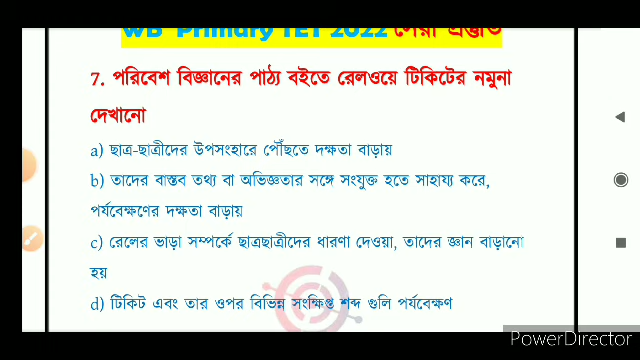 WB Primary TET 2022 সেরা প্রস্তুতি
7. পরিবেশ বিজ্ঞানের পাঠ্য বইতে রেলওয়ে টিকিটের নমুনা
দেখানো
a) ছাত্র-ছাত্রীদের উপসংহারে পৌঁছতে দক্ষতা বাড়ায়
b) তাদের বাস্তব তথ্য বা অভিজ্ঞতার সঙ্গে সংযুক্ত হতে সাহায্য করে,
পর্যবেক্ষণের দক্ষতা বাড়ায়
c) রেলের ভাড়া সম্পর্কে ছাত্রছাত্রীদের ধারণা দেওয়া, তাদের জ্ঞান বাড়ানো
হয়
d) টিকিট এবং তার ওপর বিভিন্ন সংক্ষিপ্ত শব্দ গুলি পর্যবেক্ষণ
PowerDirector